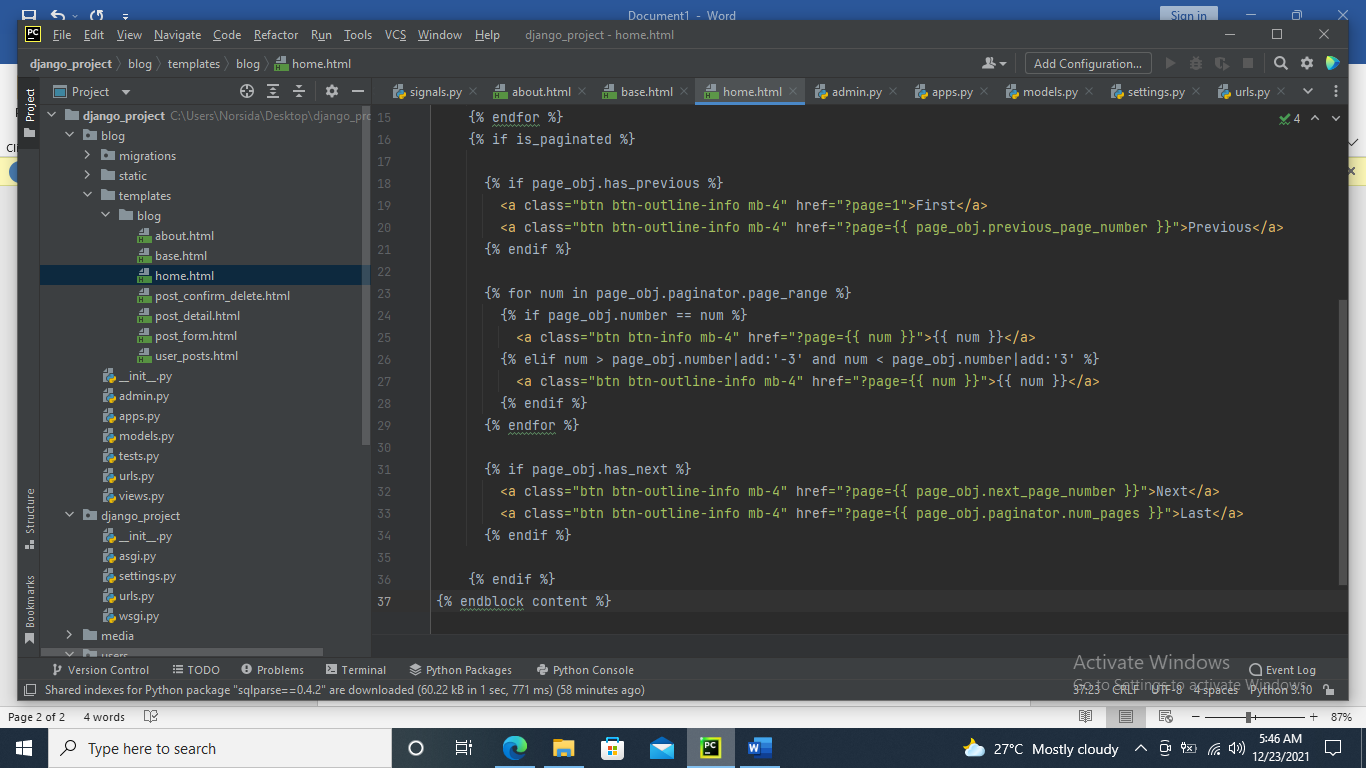 Document1 - Word
Sign in
PC File Edit View Navigate Code Refactor Run Tools VCS Window Help django_project - home.html
django_project blog templates blog home.html Add Configuration...
Project signals.py about.html base.html home.html admin.py apps.py models.py settings.py urls.py
Project
django_project C:\Users\Norsida\Desktop\django_pro
blog
migrations
static
templates
blog
about.html
base.html
home.html
post_confirm_delete.html
post_detail.html
post_form.html
user_posts.html
__init__.py
admin.py
apps.py
models.py
tests.py
urls.py
views.py
django_project
__init__.py
asgi.py
settings.py
urls.py
wsgi.py
media
users
Structure
Bookmarks
4
15 {% endfor %}
16 {% if is_paginated %}
17
18 {% if page_obj.has_previous %}
19 <a class="btn btn-outline-info mb-4" href="?page=1">First</a>
20 <a class="btn btn-outline-info mb-4" href="?page={{ page_obj.previous_page_number }}">Previous</a>
21 {% endif %}
22
23 {% for num in page_obj.paginator.page_range %}
24 {% if page_obj.number == num %}
25 <a class="btn btn-info mb-4" href="?page={{ num }}">{{ num }}</a>
26 {% elif num > page_obj.number|add:'-3' and num < page_obj.number|add:'3' %}
27 <a class="btn btn-outline-info mb-4" href="?page={{ num }}">{{ num }}</a>
28 {% endif %}
29 {% endfor %}
30
31 {% if page_obj.has_next %}
32 <a class="btn btn-outline-info mb-4" href="?page={{ page_obj.next_page_number }}">Next</a>
33 <a class="btn btn-outline-info mb-4" href="?page={{ page_obj.paginator.num_pages }}">Last</a>
34 {% endif %}
35
36 {% endif %}
37 {% endblock content %}
Version Control TODO Problems Terminal Python Packages Python Console Event Log
Activate Windows
Go to Settings to activate Windows.
Shared indexes for Python package "sqlparse==0.4.2" are downloaded (60.22 kB in 1 sec, 771 ms) (58 minutes ago) 37:23 CRLF UTF-8 4 spaces Python 3.10
Page 2 of 2 4 words 87%
Type here to search PC W 27°C Mostly cloudy 5:46 AM
12/23/2021